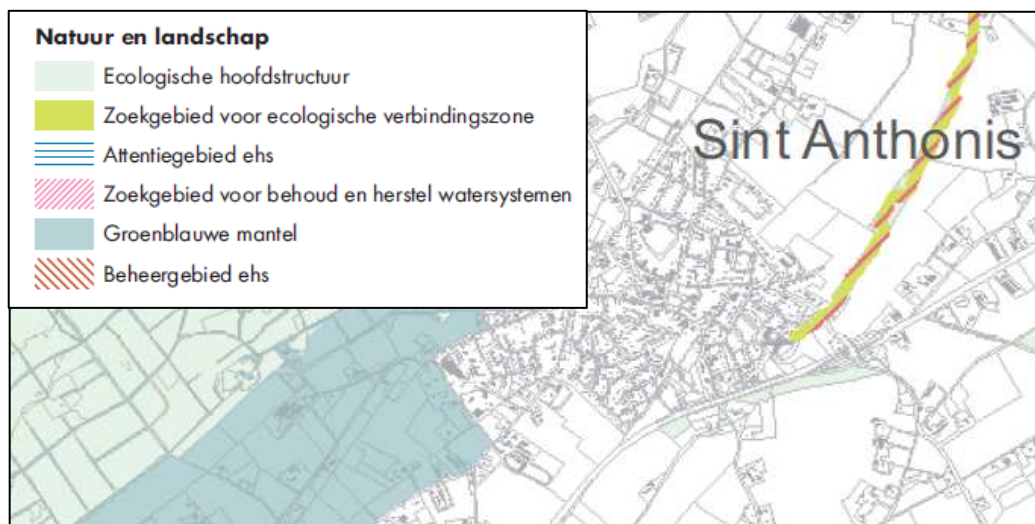 Natuur en landschap
Ecologische hoofdstructuur
Zoekgebied voor ecologische verbindingszone
Attentiegebied ehs
Zoekgebied voor behoud en herstel watersystemen
Groenblauwe mantel
Beheergebied ehs
Sint Anthonis